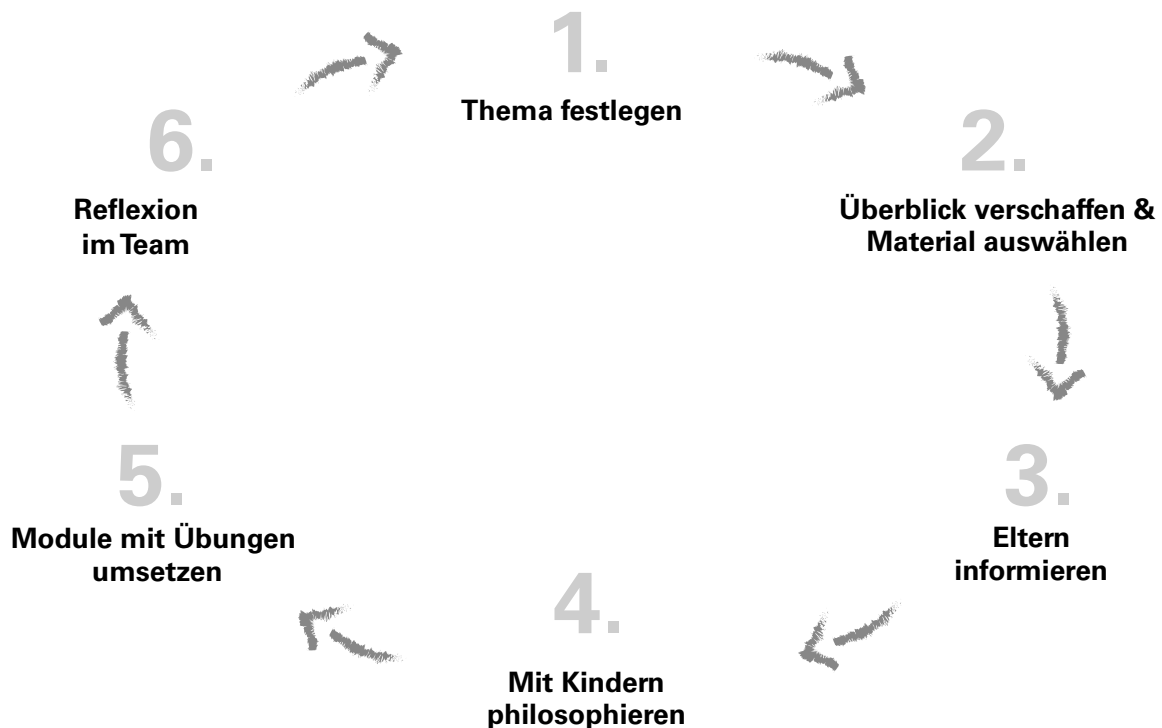 1.
Thema festlegen
2.
Überblick verschaffen &
Material auswählen
3.
Eltern
informieren
4.
Mit Kindern
philosophieren
5.
Module mit Übungen
umsetzen
6.
Reflexion
im Team